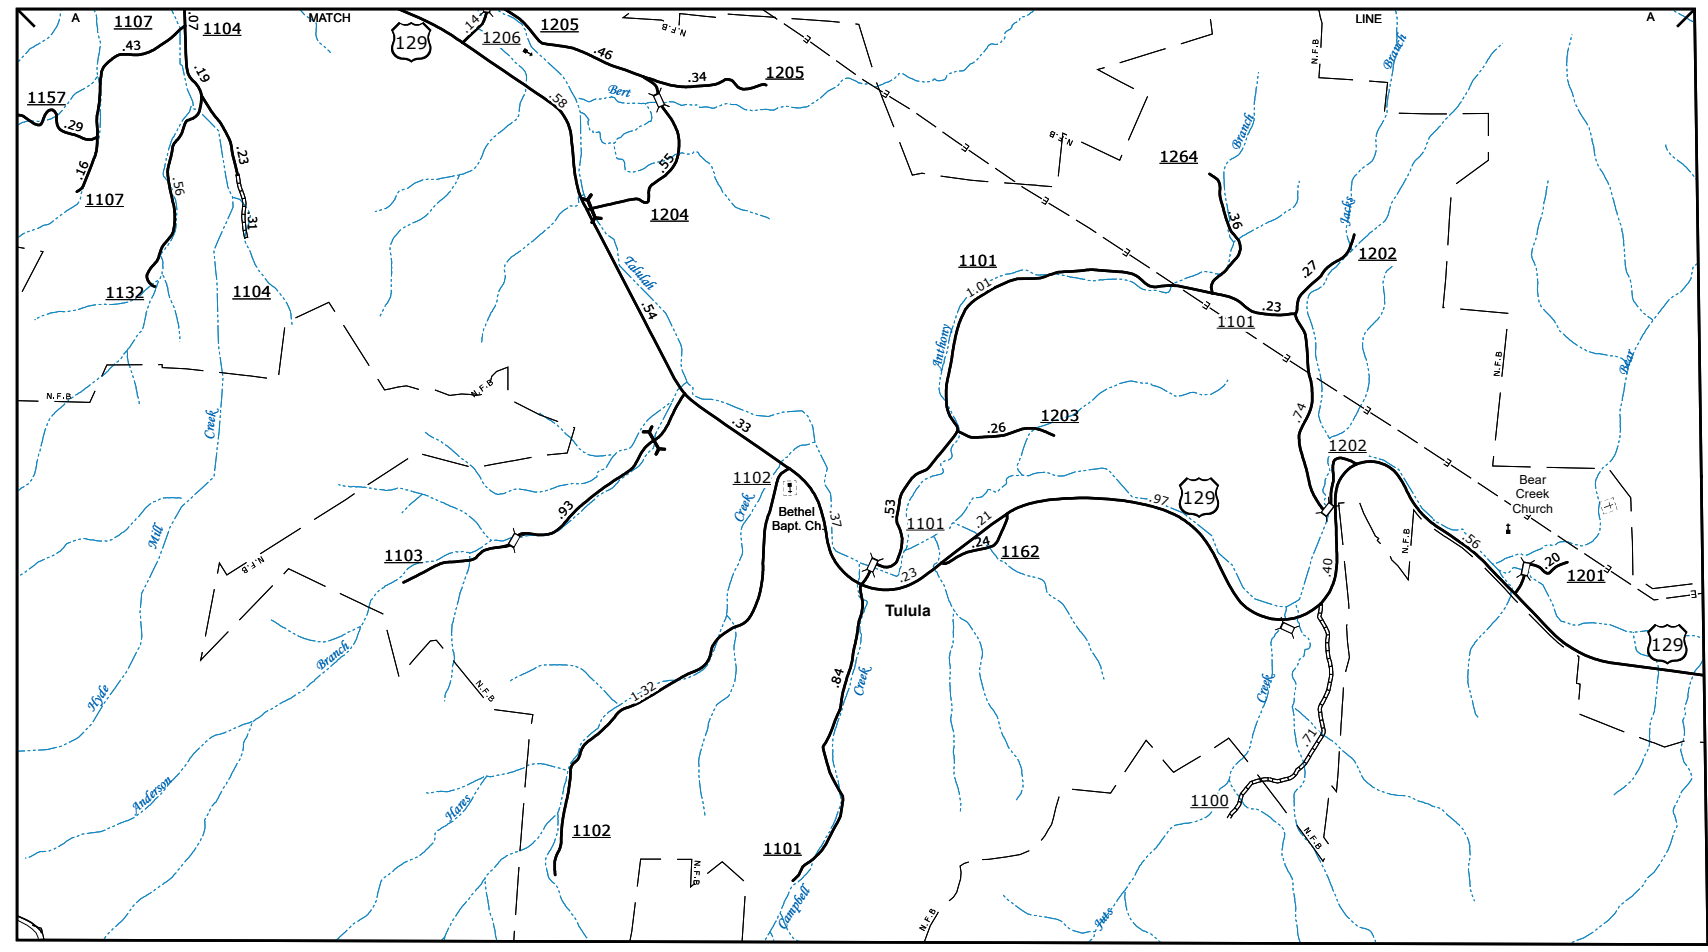 A
1107
.07
1104
MATCH
129
.14
1206
1205
N.F.B
E
LINE
A
.43
.46
.34
1205
N.F.B
Branch
.19
1157
.29
.58
Bert
E
.16
.23
.56
.55
E
N.F.B
Branch
1264
1107
.31
1204
E
.36
Jacks
1132
1104
Talulah
.54
1101
1.01
E
.27
1202
E
.23
1101
Anthony
E
Bear
N.F.B
N.F.B
N.F.B
Creek
.33
.26
1203
.74
E
1202
E
1102
Creek
Bethel
Bapt. Ch.
.37
.53
1101
.21
.97
129
Bear
Creek
Church
E
Mill
.93
1103
N.F.B
.24
1162
.23
.40
N.F.B
.56
.20
1201
E
E
Tulula
129
Branch
Hyde
N.F.B
1.32
.84
Creek
Creek
.71
Anderson
Hares
1100
1102
1101
N.F.B
N.F.B
Campbell
N.F.B
Juts